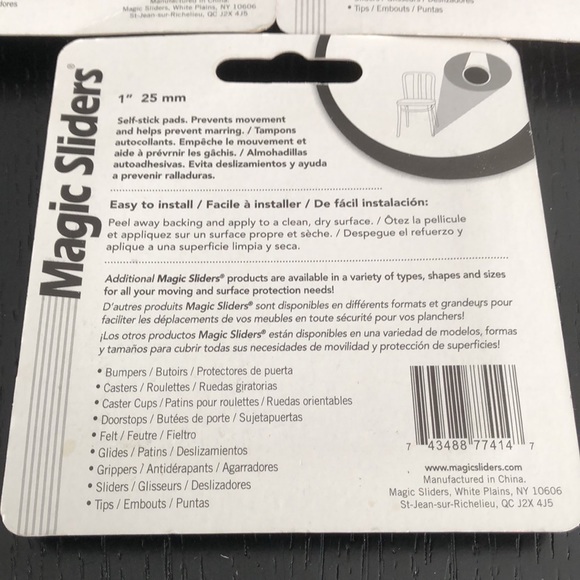 Manufactured in China.
Magic Sliders, White Plains, NY 10606
St-Jean-sur-Richelieu, QC J2X 4J5
• Tips / Embouts / Puntas
Magic Sliders®
1" 25 mm
Self-stick pads. Prevents movement
and helps prevent marring. / Tampons
autocollants. Empêche le mouvement et
aide à prévrnir les gâchis. / Almohadillas
autoadhesivas. Evita deslizamientos y ayuda
a prevenir ralladuras.
Easy to install / Facile à installer / De fácil instalación:
Peel away backing and apply to a clean, dry surface. / Ôtez la pellicule
et appliquez sur un surface propre et sèche. / Despegue el refuerzo y
aplique a una superficie limpia y seca.
Additional Magic Sliders® products are available in a variety of types, shapes and sizes
for all your moving and surface protection needs!
D'autres produits Magic Sliders® sont disponibles en différents formats et grandeurs pour
faciliter les déplacements de vos meubles en toute sécurité pour vos planchers!
¡Los otros productos Magic Sliders® están disponibles en una variedad de modelos, formas
y tamaños para cubrir todas sus necesidades de movilidad y protección de superficies!
• Bumpers / Butoirs / Protectores de puerta
• Casters / Roulettes / Ruedas giratorias
• Caster Cups / Patins pour roulettes / Ruedas orientables
• Doorstops / Butées de porte / Sujetapuertas
• Felt / Feutre / Fieltro
• Glides / Patins / Deslizamientos
• Grippers / Antidérapants / Agarradores
• Sliders / Glisseurs / Deslizadores
• Tips / Embouts / Puntas
7 43488 77414 7
www.magicsliders.com
Manufactured in China.
Magic Sliders, White Plains, NY 10606
St-Jean-sur-Richelieu, QC J2X 4J5